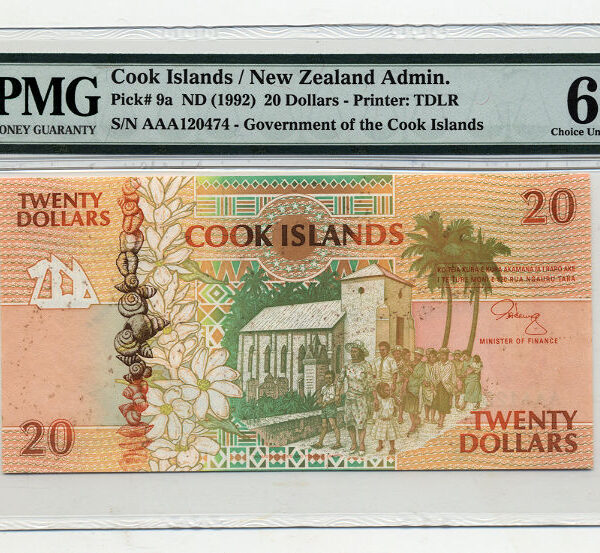 PMG
MONEY GUARANTY
Cook Islands / New Zealand Admin.
Pick# 9a ND (1992) 20 Dollars - Printer: TDLR
S/N AAA120474 - Government of the Cook Islands
6
Choice Un
TWENTY
DOLLARS
20
COOK ISLANDS
MINISTER OF FINANCE
20
TWENTY
DOLLARS